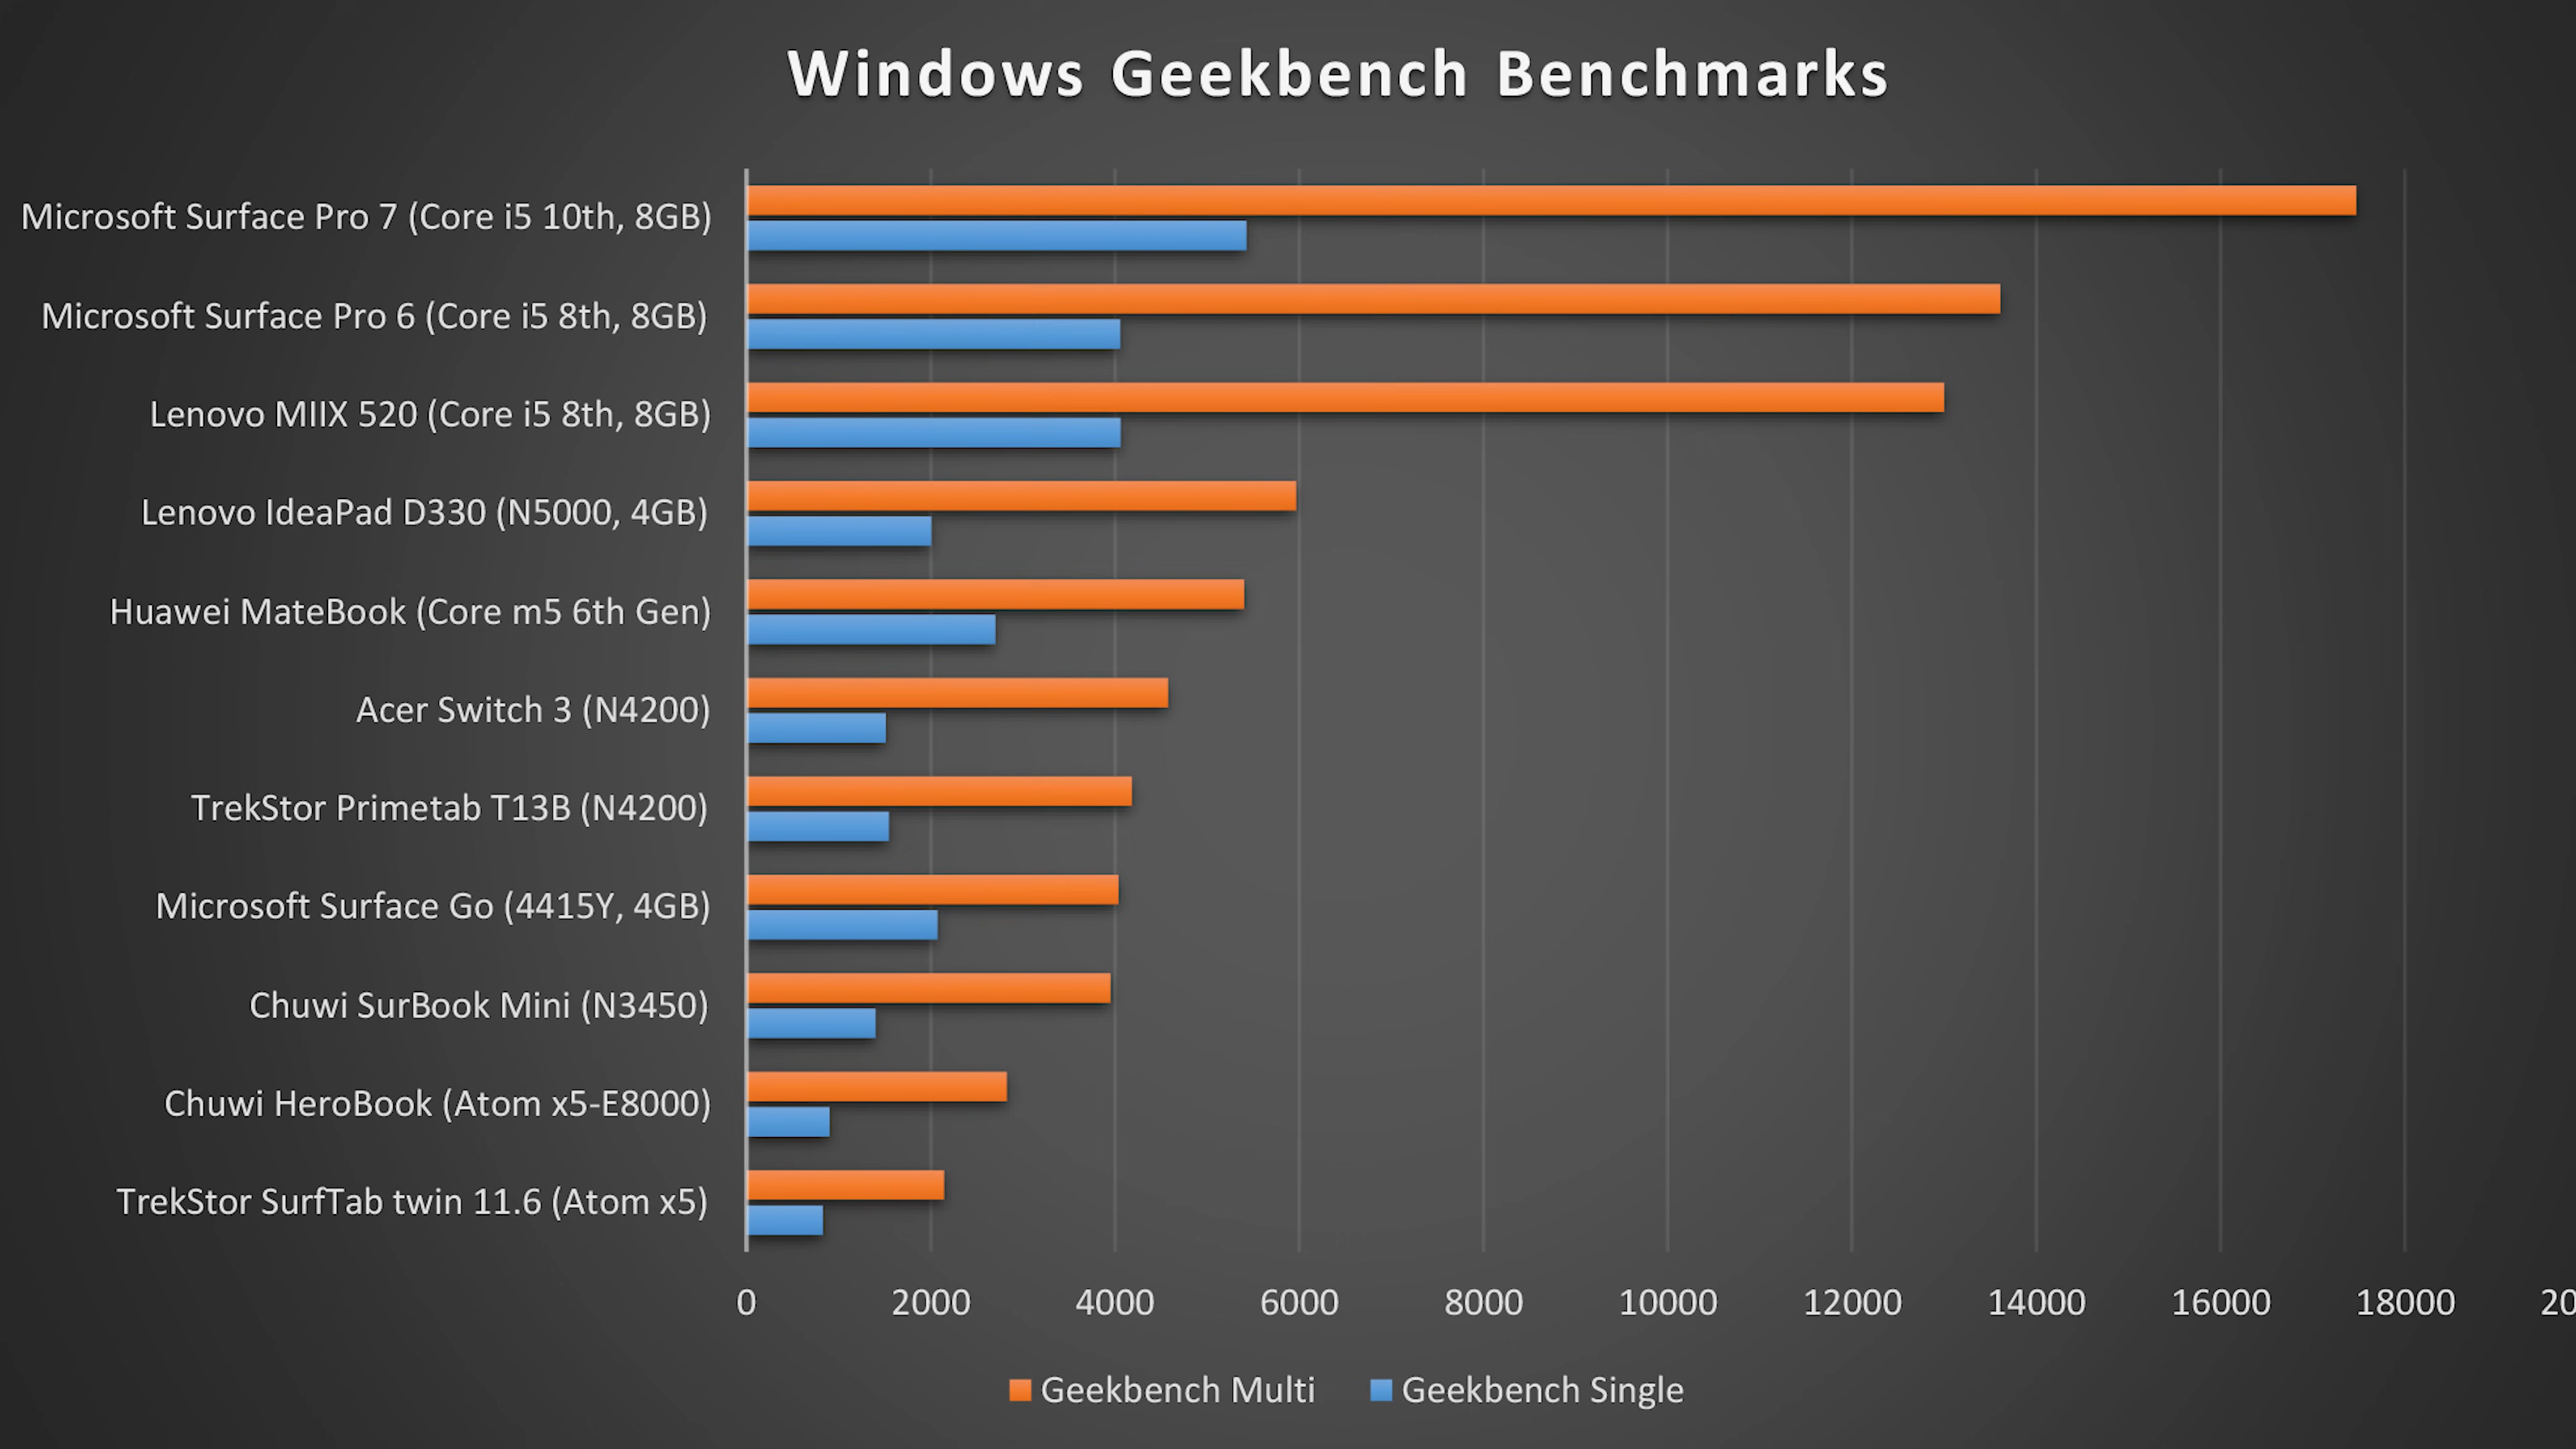 Windows Geekbench Benchmarks
Microsoft Surface Pro 7 (Core i5 10th, 8GB)
Microsoft Surface Pro 6 (Core i5 8th, 8GB)
Lenovo MIIX 520 (Core i5 8th, 8GB)
Lenovo IdeaPad D330 (N5000, 4GB)
Huawei MateBook (Core m5 6th Gen)
Acer Switch 3 (N4200)
TrekStor Primetab T13B (N4200)
Microsoft Surface Go (4415Y, 4GB)
Chuwi SurBook Mini (N3450)
Chuwi HeroBook (Atom x5-E8000)
TrekStor SurfTab twin 11.6 (Atom x5)
0 2000 4000 6000 8000 10000 12000 14000 16000 18000 20
Geekbench Multi Geekbench Single